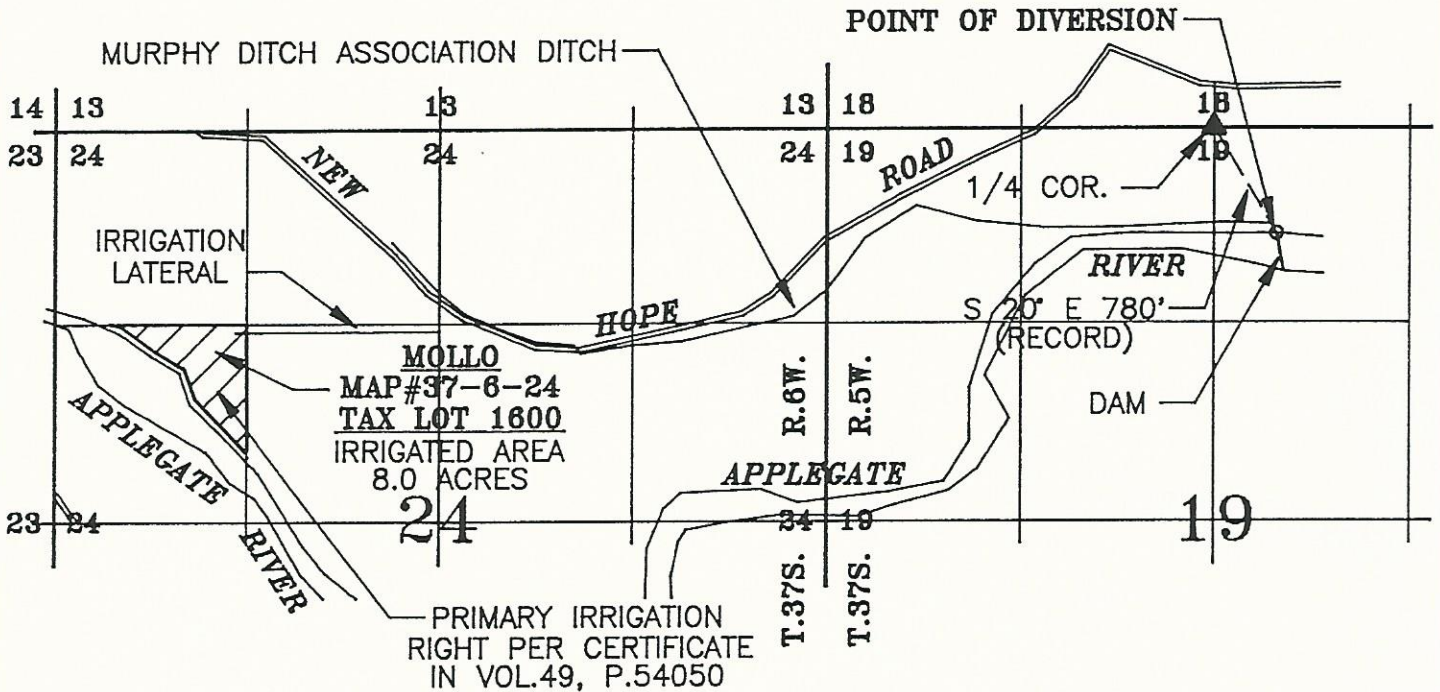 POINT OF DIVERSION
MURPHY DITCH ASSOCIATION DITCH
14 13
13
13 18
18
23 24
24
24 19
19
NEW
ROAD
1/4 COR.
IRRIGATION
LATERAL
RIVER
HOPE
S 20° E 780'
(RECORD)
MOLLO
MAP#37-6-24
TAX LOT 1600
IRRIGATED AREA
8.0 ACRES
R.6W.
R.5W.
DAM
APPLEGATE
RIVER
APPLEGATE
23 24
24
24 19
19
T.37S.
T.37S.
PRIMARY IRRIGATION
RIGHT PER CERTIFICATE
IN VOL.49, P.54050